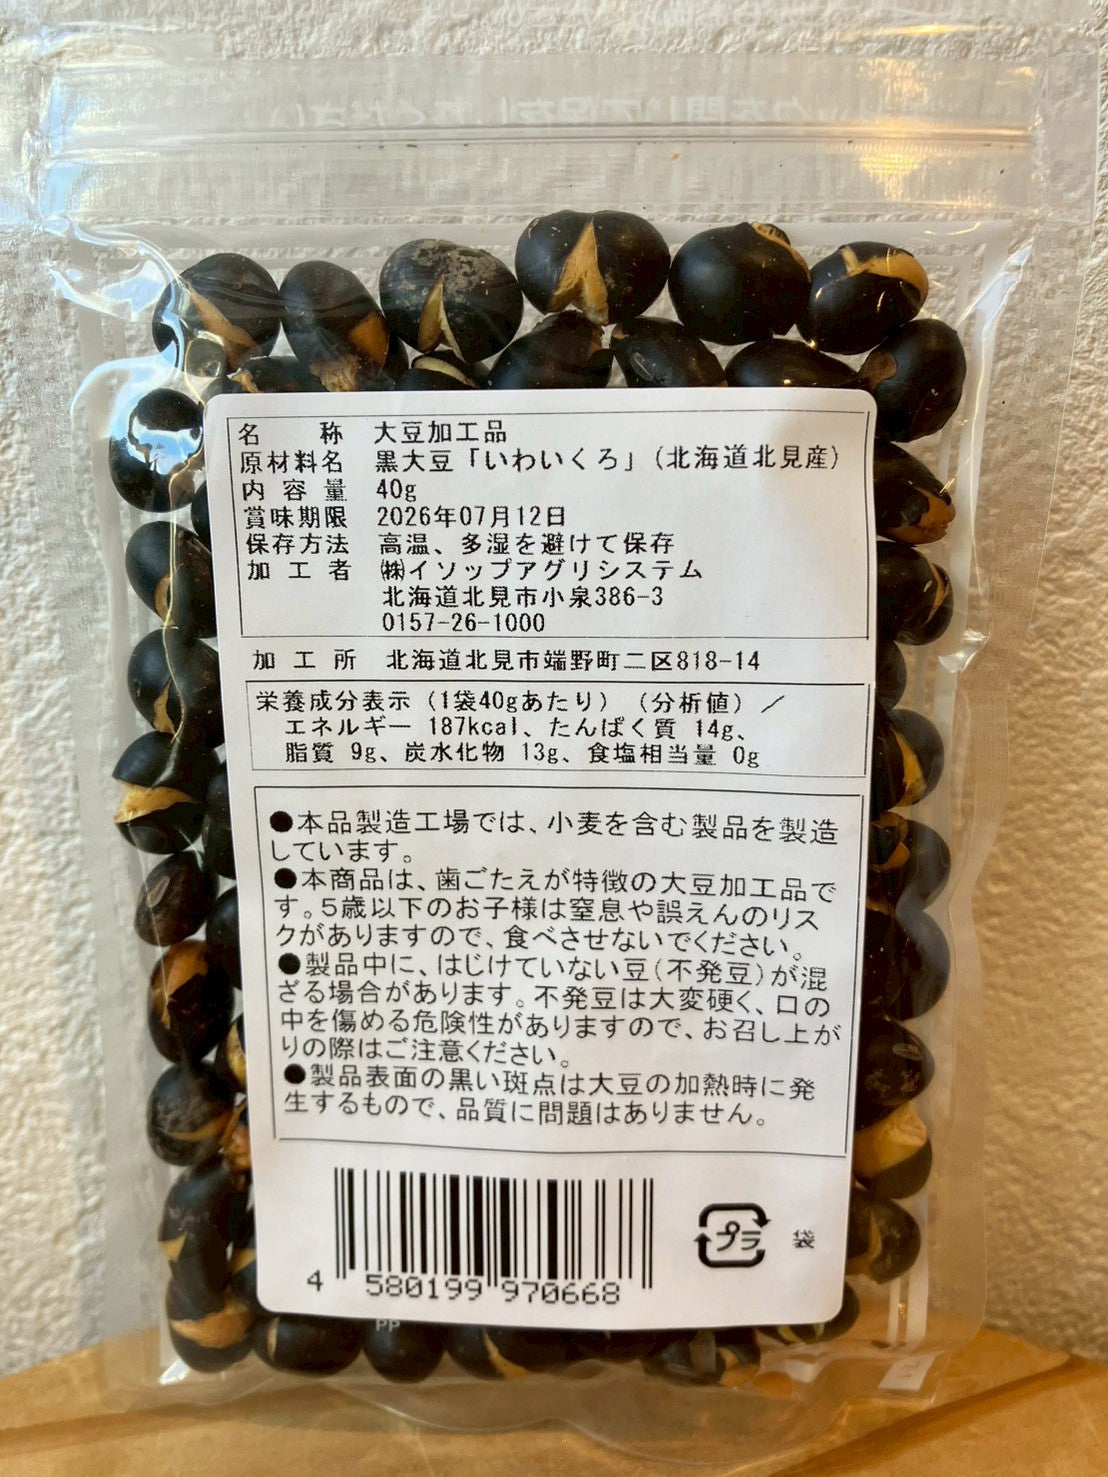 名称 大豆加工品
原材料名 黒大豆「いわいくろ」(北海道北見産)
内容量 40g
賞味期限 2026年07月12日
保存方法 高温、多湿を避けて保存
加工者 ㈱イソップアグリシステム
北海道北見市小泉386-3
0157-26-1000
加工所 北海道北見市端野町二区818-14
栄養成分表示(1袋40gあたり)(分析値)/
エネルギー 187kcal、たんぱく質 14g、
脂質 9g、炭水化物 13g、食塩相当量 0g
●本品製造工場では、小麦を含む製品を製造
しています。
●本商品は、歯ごたえが特徴の大豆加工品で
す。5歳以下のお子様は窒息や誤えんのリス
クがありますので、食べさせないでください。
●製品中に、はじけていない豆(不発豆)が混
ざる場合があります。不発豆は大変硬く、口の
中を傷める危険性がありますので、お召し上が
りの際はご注意ください。
●製品表面の黒い斑点は大豆の加熱時に発
生するもので、品質に問題はありません。
プラ 袋
4 580199 970668
PP